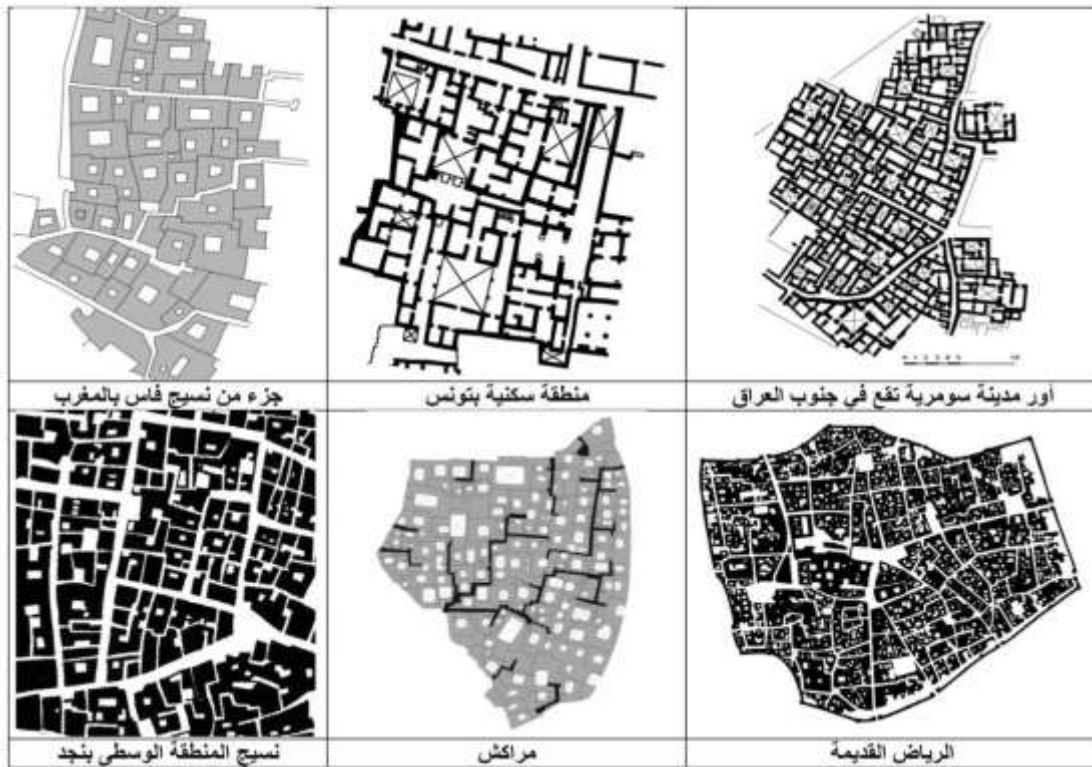 أور مدينة سومرية تقع في جنوب العراق
منطقة سكنية بتونس
جزء من نسيج فاس بالمغرب
الرياض القديمة
مراكش
نسيج المنطقة الوسطى بنجد